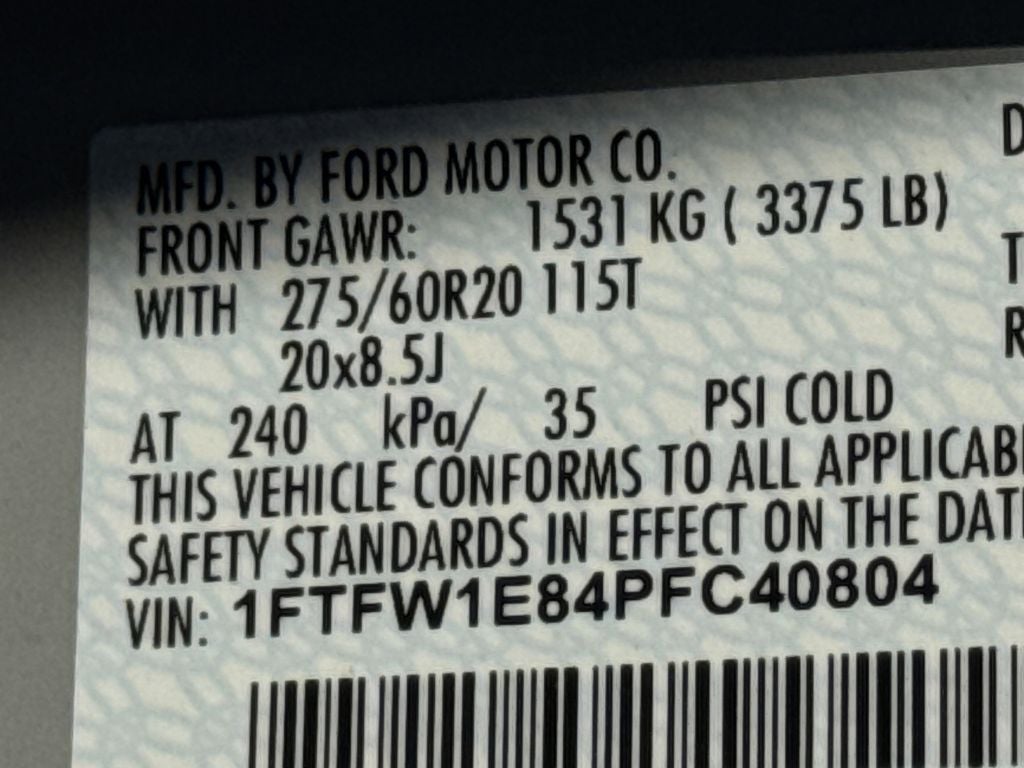 MFD. BY FORD MOTOR CO.
D
FRONT GAWR: 1531 KG ( 3375 LB)
T
WITH 275/60R20 115T
R
20x8.5J
AT 240 kPa/ 35 PSI COLD
THIS VEHICLE CONFORMS TO ALL APPLICAB
SAFETY STANDARDS IN EFFECT ON THE DAT
VIN: 1FTFW1E84PFC40804